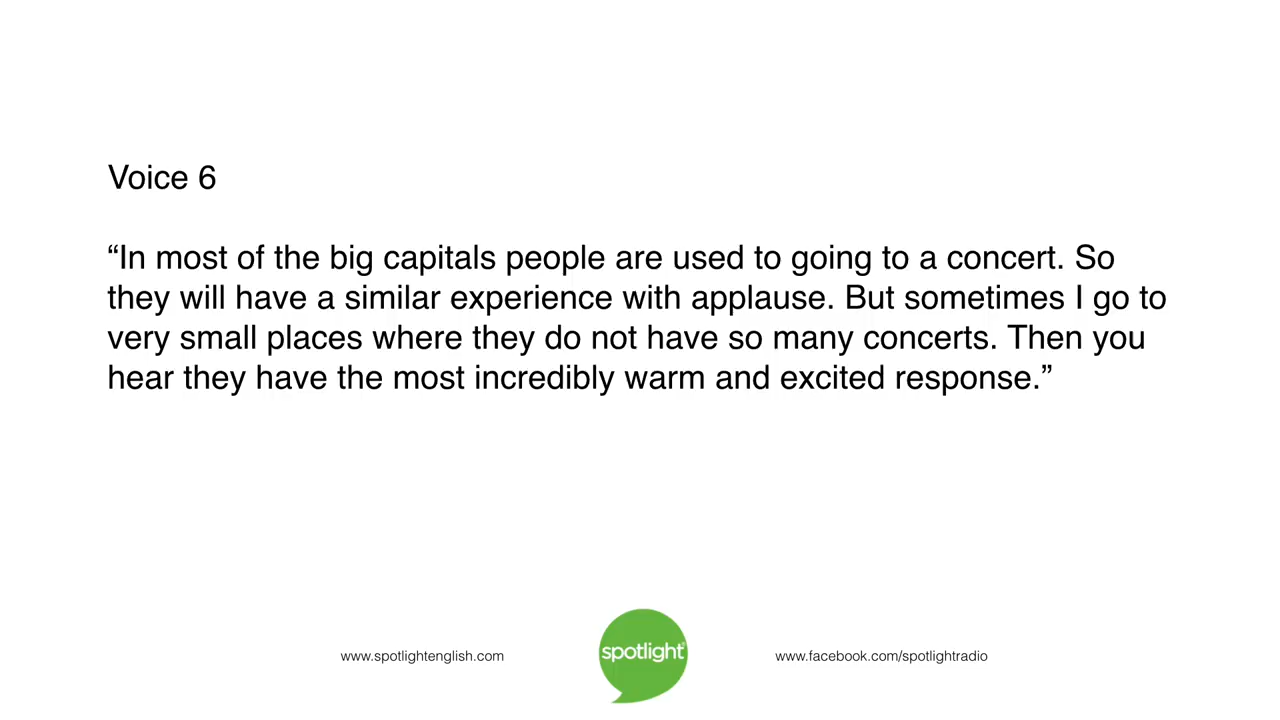 Voice 6
“In most of the big capitals people are used to going to a concert. So
they will have a similar experience with applause. But sometimes I go to
very small places where they do not have so many concerts. Then you
hear they have the most incredibly warm and excited response.”
www.spotlightenglish.com
spotlight
www.facebook.com/spotlightradio